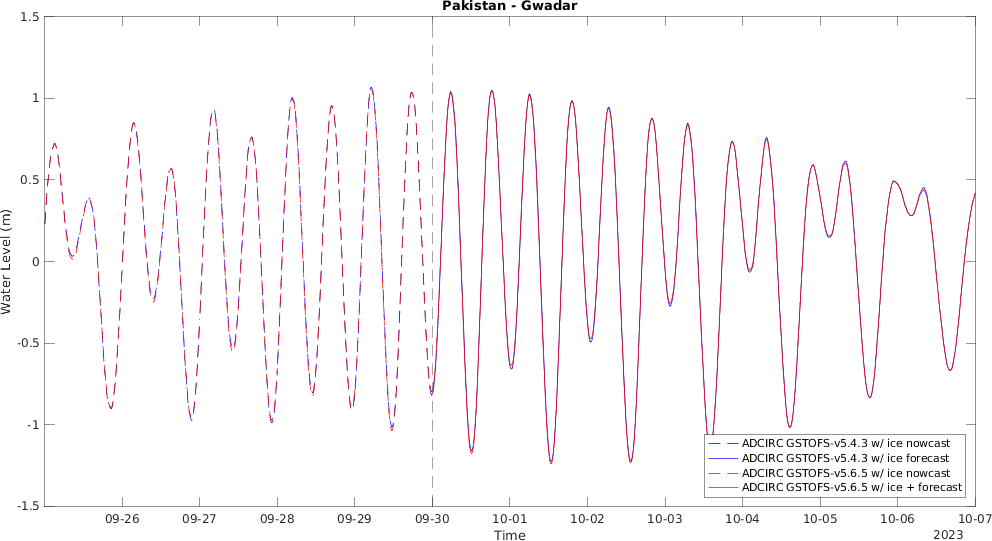 Pakistan - Gwadar
1.5
1
0.5
0
-0.5
-1
-1.5
Water Level (m)
09-26 09-27 09-28 09-29 09-30 10-01 10-02 10-03 10-04 10-05 10-06 10-07
Time
2023
ADCIRC GSTOFS-v5.4.3 w/ ice nowcast
ADCIRC GSTOFS-v5.4.3 w/ ice forecast
ADCIRC GSTOFS-v5.6.5 w/ ice nowcast
ADCIRC GSTOFS-v5.6.5 w/ ice + forecast